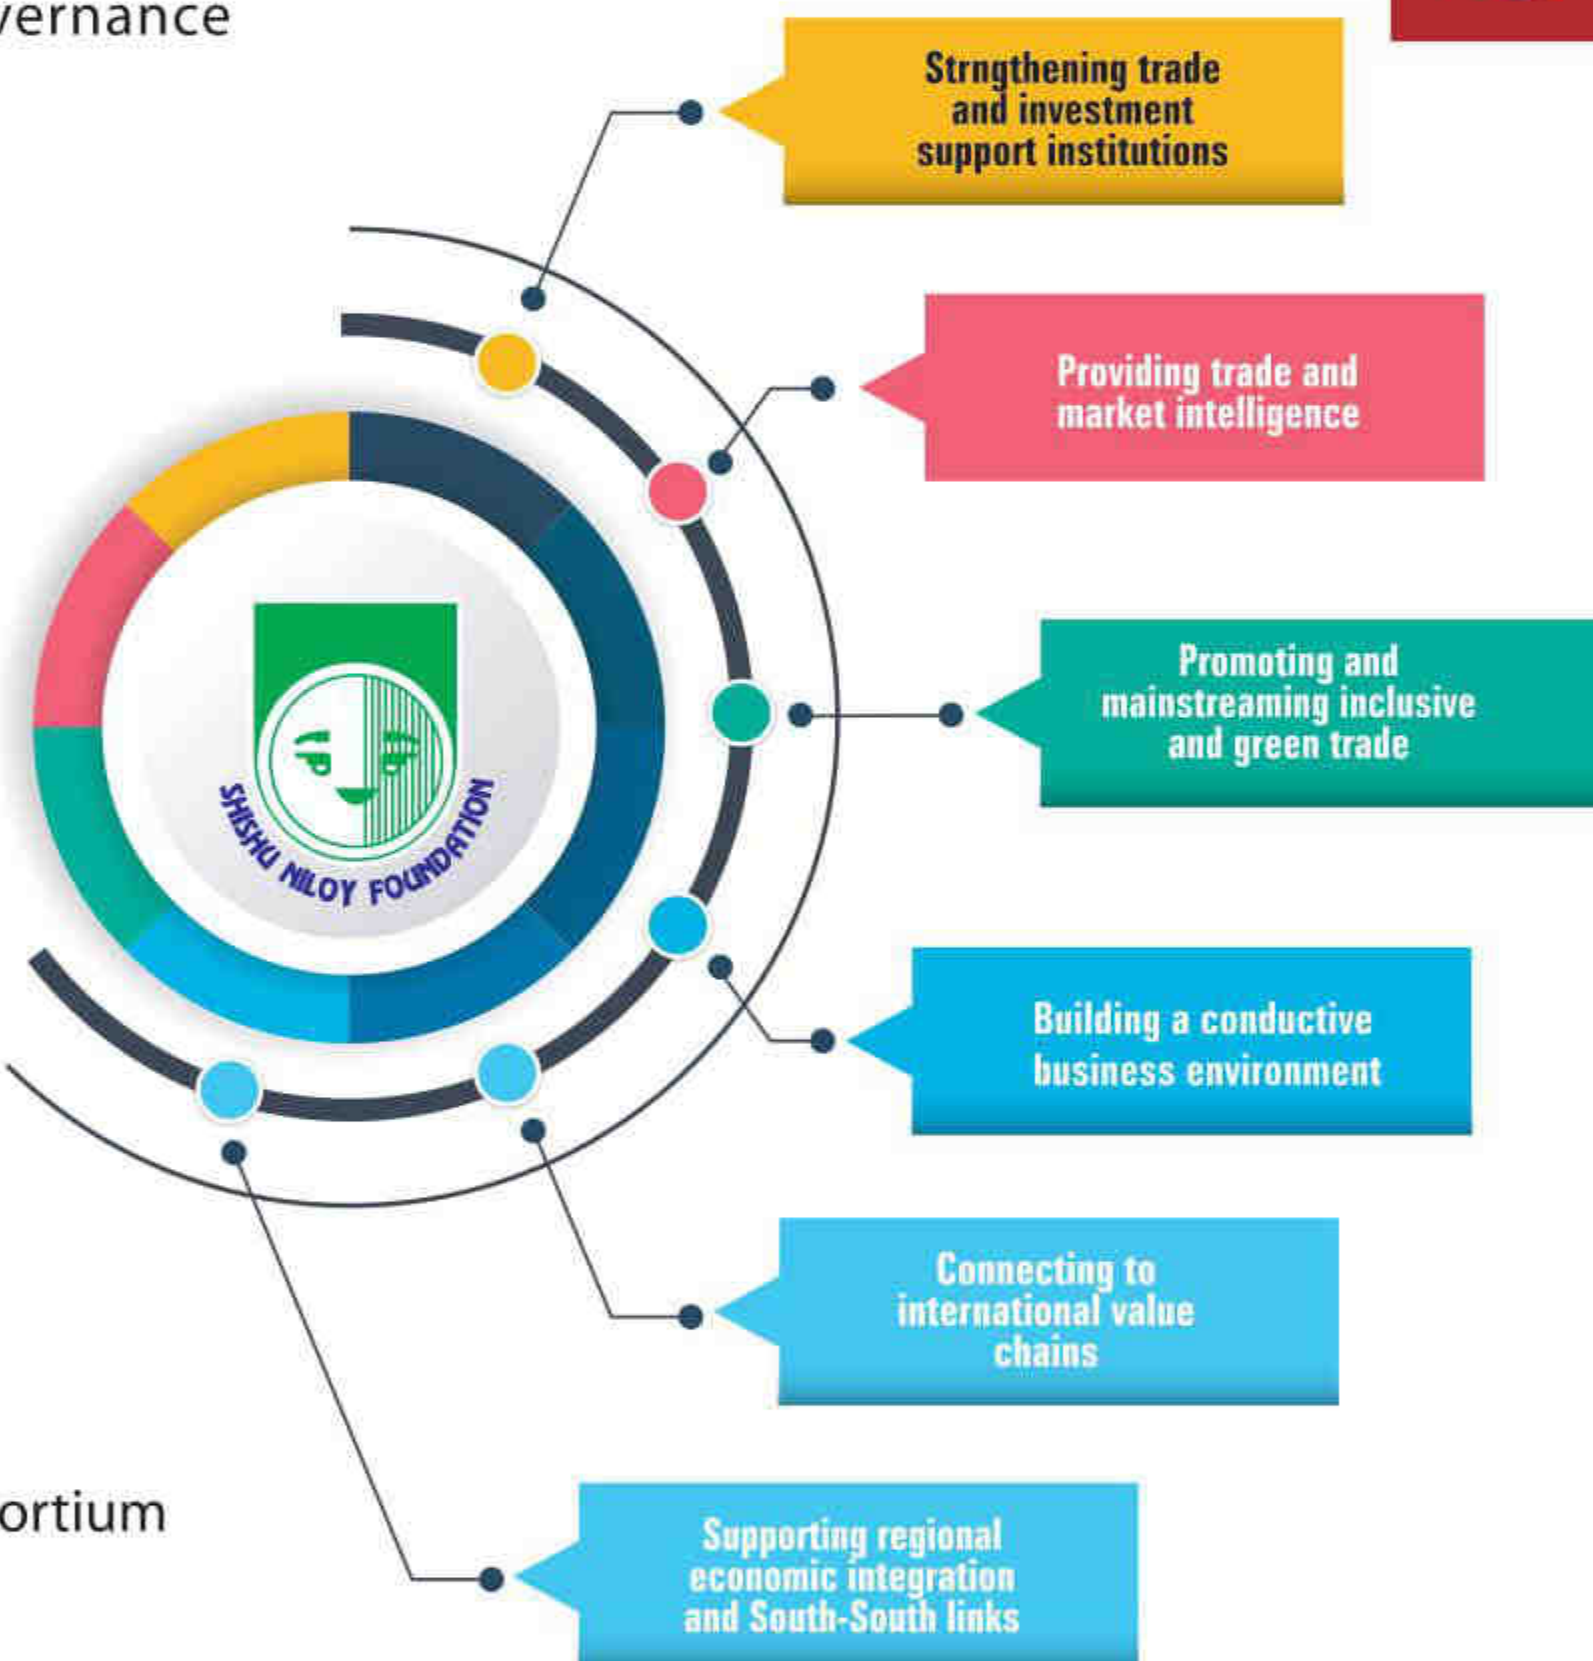 vernance
Strngthening trade
and investment
support institutions
Providing trade and
market intelligence
Promoting and
mainstreaming inclusive
and green trade
SHISHU NILOY FOUNDATION
Building a conductive
business environment
Connecting to
international value
chains
ortium
Supporting regional
economic integration
and South-South links